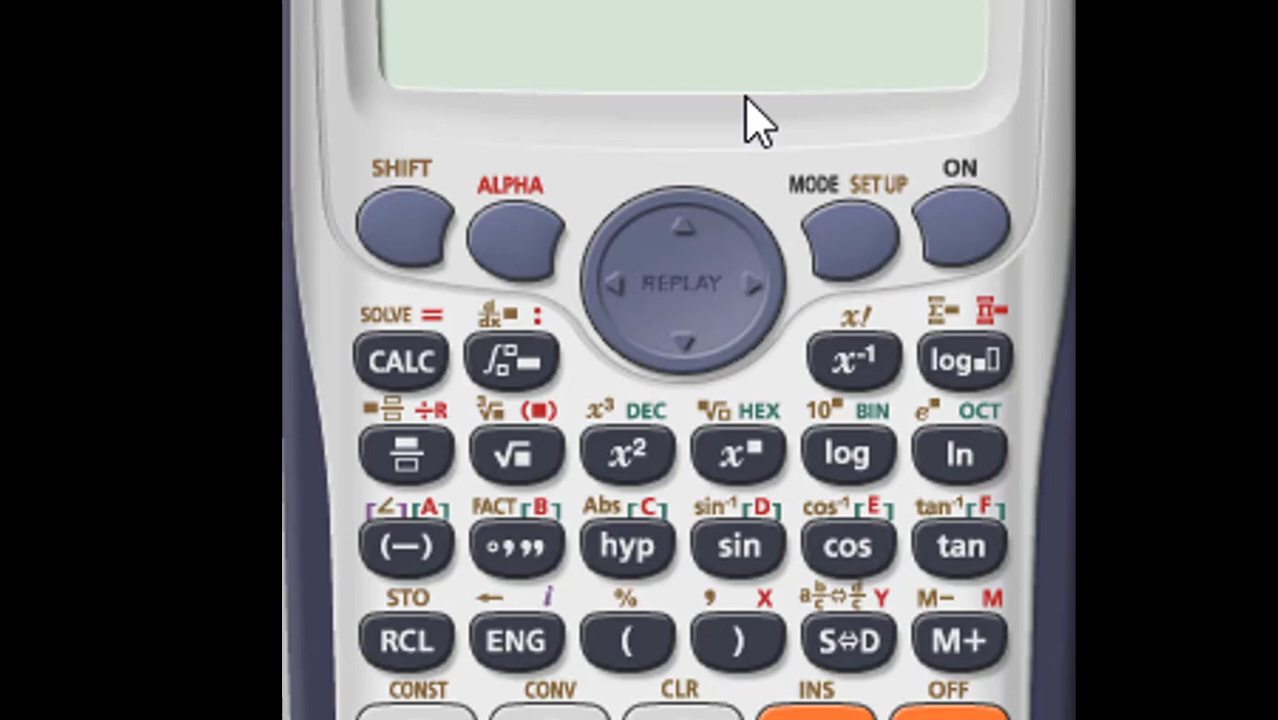 SHIFT ALPHA MODE SETUP ON
REPLAY
SOLVE = d/dx■ : x! Σ■ Π■
CALC ∫■ x⁻¹ log■▯
■▭/▭ ÷R ³√■ (■) x³ DEC ■√▭ HEX 10■ BIN e■ OCT
■/▭ √■ x² x■ log ln
∠ A FACT B Abs C sin⁻¹ D cos⁻¹ E tan⁻¹ F
(−) °,,, hyp sin cos tan
STO ← i % , X a b/c⇔d/c Y M− M
RCL ENG ( ) S⇔D M+
CONST CONV CLR INS OFF